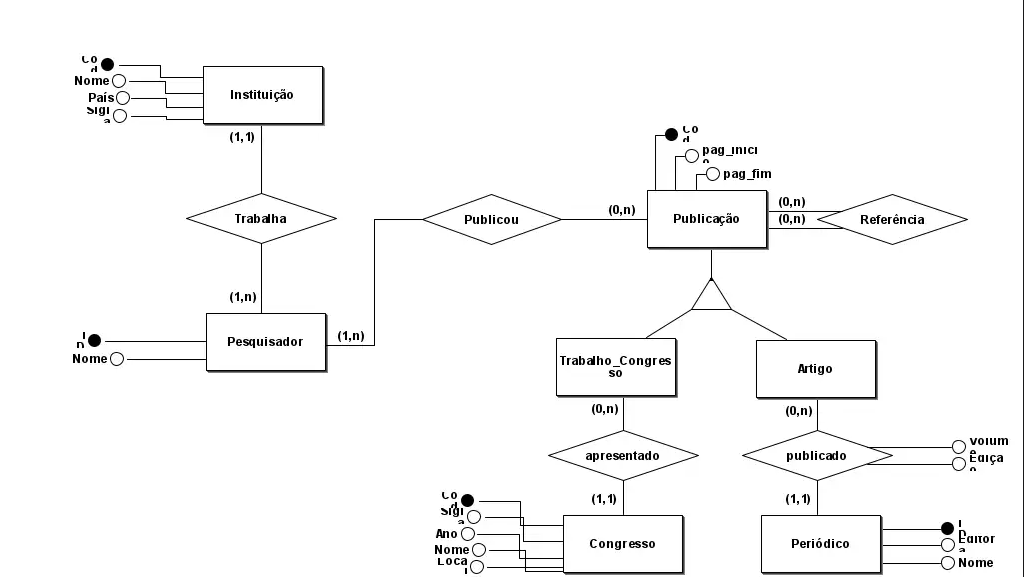 Cod
Nome
País
Sigla
Instituição
(1,1)
Trabalha
(1,n)
ID
Nome
Pesquisador
(1,n)
Publicou
(0,n)
Cod
pag_inicio
pag_fim
Publicação
(0,n)
(0,n)
Referência
Trabalho_Congres
so
Artigo
(0,n)
(0,n)
apresentado
publicado
Volume
Edição
(1,1)
(1,1)
Cod
Sigla
Ano
Nome
Local
Congresso
Periódico
ID
Editora
Nome